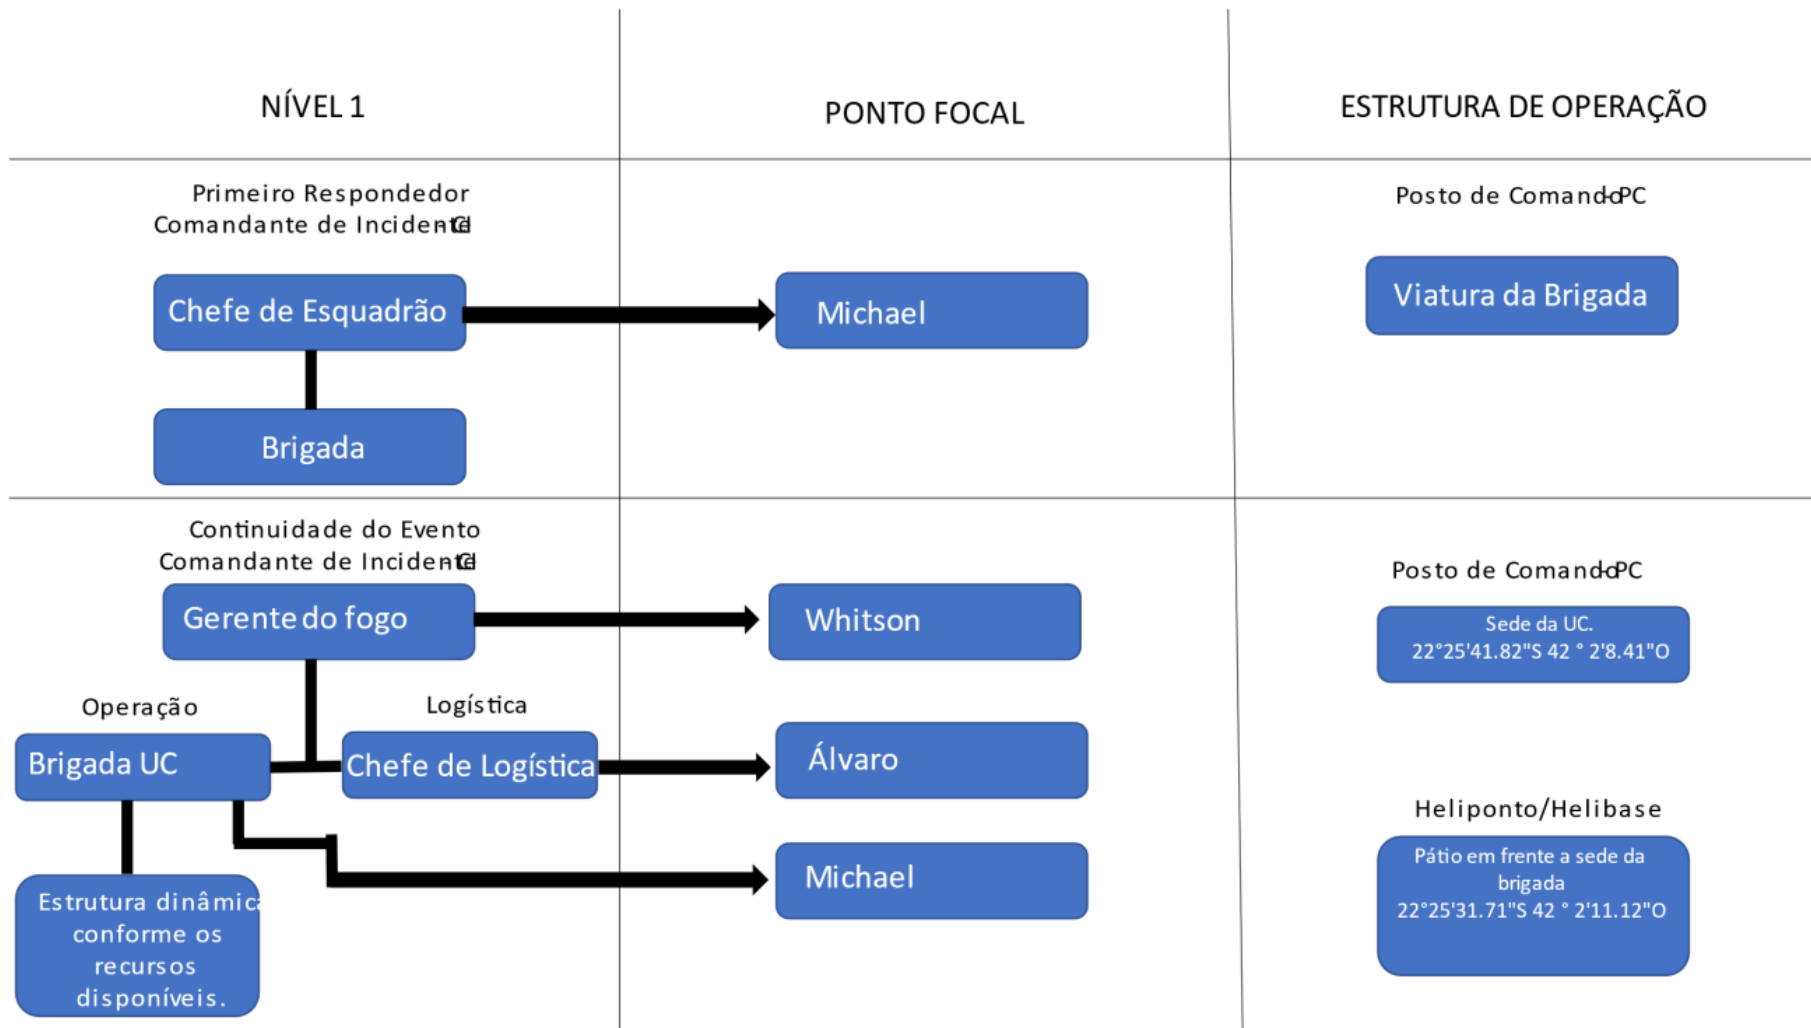 NÍVEL 1
PONTO FOCAL
ESTRUTURA DE OPERAÇÃO
Primeiro Respondedor
Comandante de Incidente-CI
Chefe de Esquadrão
Brigada
Michael
Posto de Comando-PC
Viatura da Brigada
Continuidade do Evento
Comandante de Incidente-CI
Gerente do fogo
Whitson
Operação
Logística
Brigada UC
Chefe de Logística
Álvaro
Michael
Estrutura dinâmica
conforme os
recursos
disponíveis.
Posto de Comando-PC
Sede da UC.
22°25'41.82"S 42 ° 2'8.41"O
Heliponto/Helibase
Pátio em frente a sede da
brigada
22°25'31.71"S 42 ° 2'11.12"O